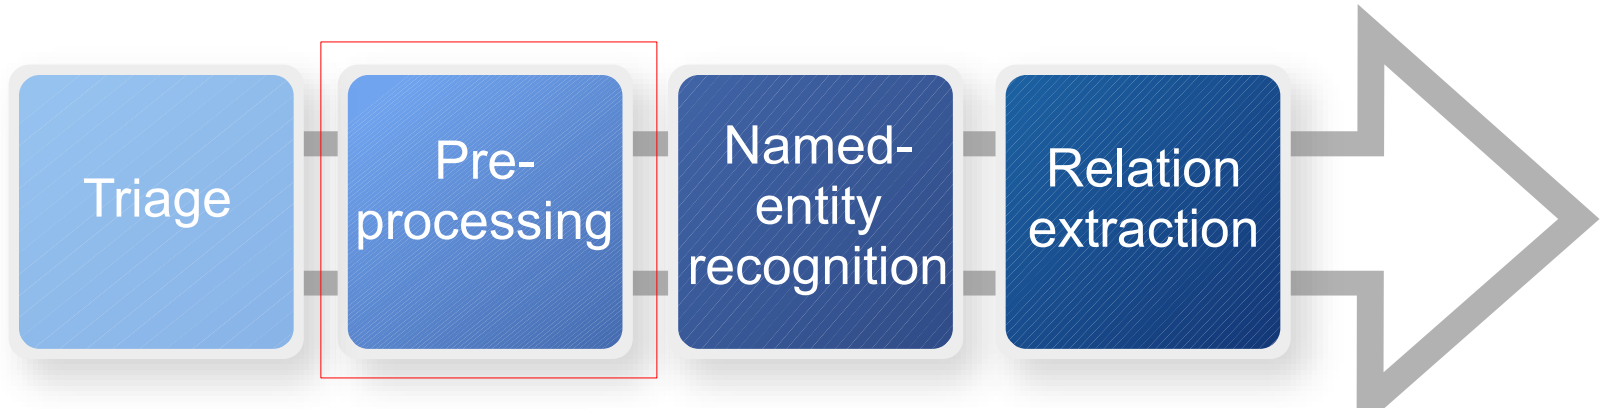 Triage
Pre-
processing
Named-
entity
recognition
Relation
extraction